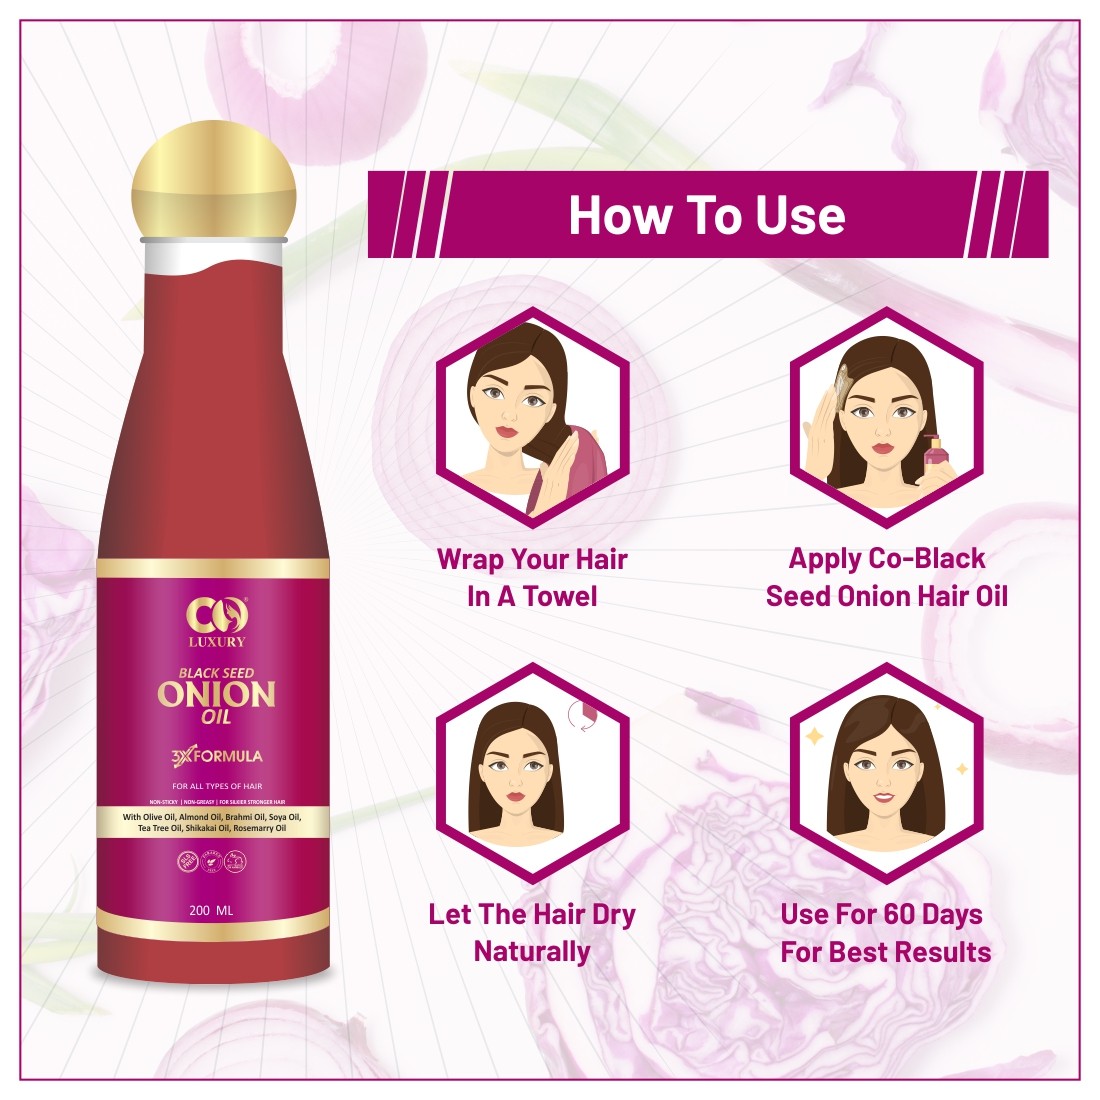 How To Use
Wrap Your Hair
In A Towel
Apply Co-Black
Seed Onion Hair Oil
Let The Hair Dry
Naturally
Use For 60 Days
For Best Results
CO
LUXURY
BLACK SEED
ONION
OIL
3X FORMULA
FOR ALL TYPES OF HAIR
NON-STICKY | NON-GREASY | FOR SILKIER STRONGER HAIR
With Olive Oil, Almond Oil, Brahmi Oil, Soya Oil,
Tea Tree Oil, Shikakai Oil, Rosemarry Oil
200 ML